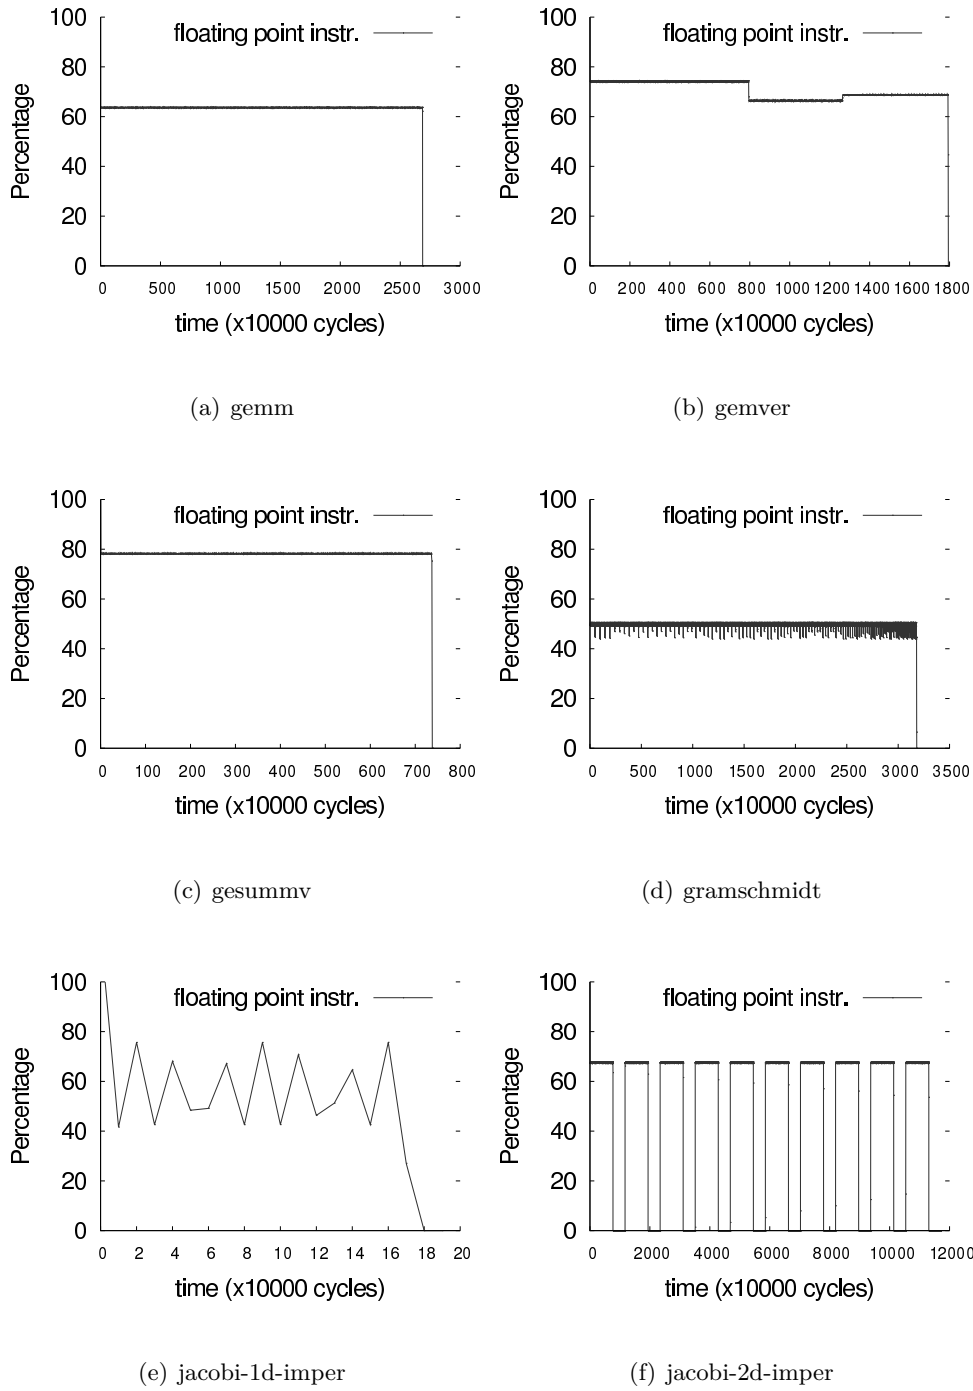 100
floating point instr.
80
60
40
20
0
Percentage
0 500 1000 1500 2000 2500 3000
time (x10000 cycles)
(a) gemm
100
floating point instr.
80
60
40
20
0
Percentage
0 200 400 600 800 1000 1200 1400 1600 1800
time (x10000 cycles)
(b) gemver
100
floating point instr.
80
60
40
20
0
Percentage
0 100 200 300 400 500 600 700 800
time (x10000 cycles)
(c) gesummv
100
floating point instr.
80
60
40
20
0
Percentage
0 500 1000 1500 2000 2500 3000 3500
time (x10000 cycles)
(d) gramschmidt
100
floating point instr.
80
60
40
20
0
Percentage
0 2 4 6 8 10 12 14 16 18 20
time (x10000 cycles)
(e) jacobi-1d-imper
100
floating point instr.
80
60
40
20
0
Percentage
0 2000 4000 6000 8000 10000 12000
time (x10000 cycles)
(f) jacobi-2d-imper